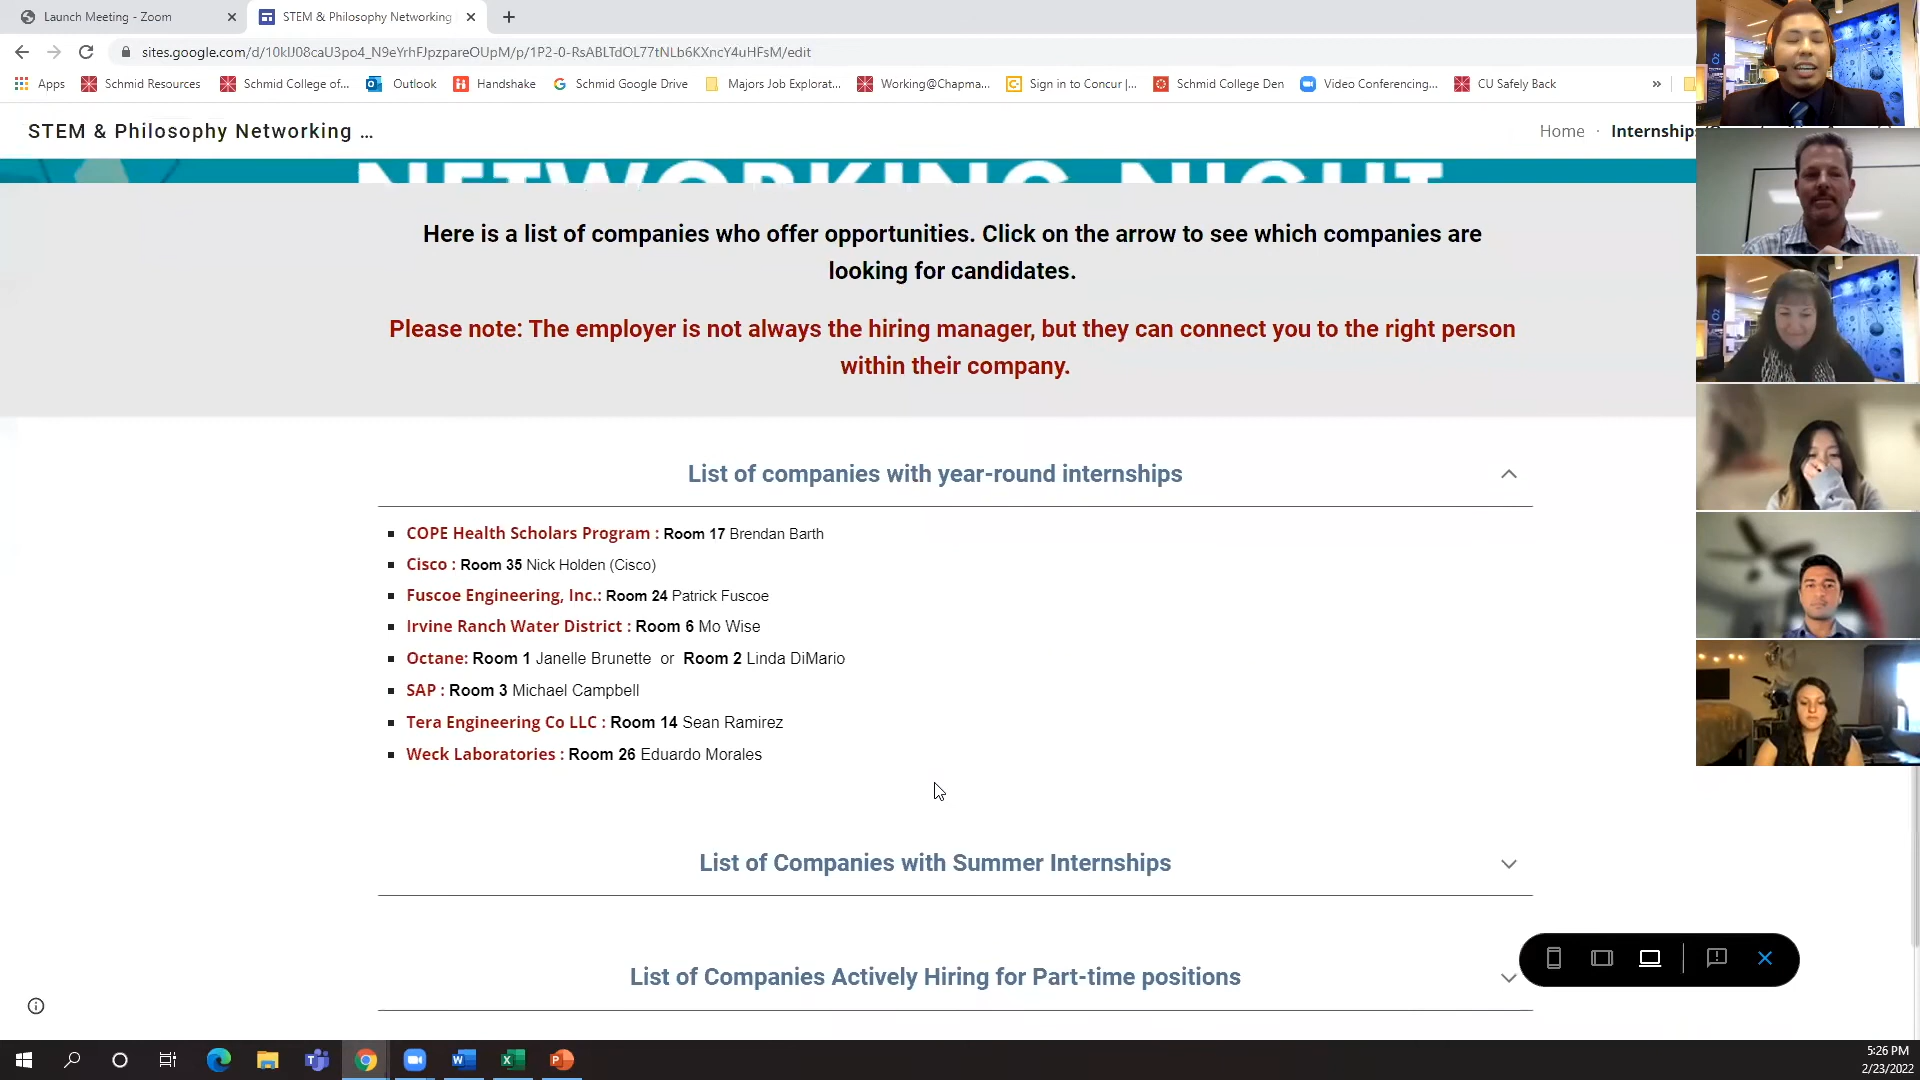 Launch Meeting - Zoom
STEM & Philosophy Networking
sites.google.com/d/10kIJ08caU3po4_N9eYrhFJpzpareOUpM/p/1P2-0-RsABLTdOL77tNLb6KXncY4uHFsM/edit
Apps Schmid Resources Schmid College of... Outlook Handshake Schmid Google Drive Majors Job Explorat... Working@Chapma... Sign in to Concur |... Schmid College Den Video Conferencing... CU Safely Back »
STEM & Philosophy Networking ...
Home · Internships
NETWORKING NIGHT
Here is a list of companies who offer opportunities. Click on the arrow to see which companies are
looking for candidates.
Please note: The employer is not always the hiring manager, but they can connect you to the right person
within their company.
List of companies with year-round internships
COPE Health Scholars Program : Room 17 Brendan Barth
Cisco : Room 35 Nick Holden (Cisco)
Fuscoe Engineering, Inc.: Room 24 Patrick Fuscoe
Irvine Ranch Water District : Room 6 Mo Wise
Octane: Room 1 Janelle Brunette or Room 2 Linda DiMario
SAP : Room 3 Michael Campbell
Tera Engineering Co LLC : Room 14 Sean Ramirez
Weck Laboratories : Room 26 Eduardo Morales
List of Companies with Summer Internships
List of Companies Actively Hiring for Part-time positions
5:26 PM
2/23/2022